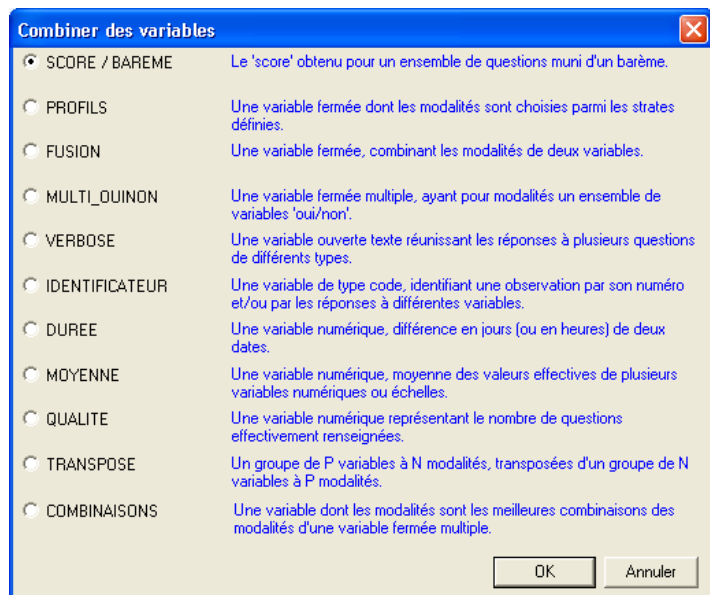 Combiner des variables
SCORE / BAREME
Le 'score' obtenu pour un ensemble de questions muni d'un barème.
PROFILS
Une variable fermée dont les modalités sont choisies parmi les strates
définies.
FUSION
Une variable fermée, combinant les modalités de deux variables.
MULTI_OUINON
Une variable fermée multiple, ayant pour modalités un ensemble de
variables 'oui/non'.
VERBOSE
Une variable ouverte texte réunissant les réponses à plusieurs questions
de différents types.
IDENTIFICATEUR
Une variable de type code, identifiant une observation par son numéro
et/ou par les réponses à différentes variables.
DUREE
Une variable numérique, différence en jours (ou en heures) de deux
dates.
MOYENNE
Une variable numérique, moyenne des valeurs effectives de plusieurs
variables numériques ou échelles.
QUALITE
Une variable numérique représentant le nombre de questions
effectivement renseignées.
TRANSPOSE
Un groupe de P variables à N modalités, transposées d'un groupe de N
variables à P modalités.
COMBINAISONS
Une variable dont les modalités sont les meilleures combinaisons des
modalités d'une variable fermée multiple.
OK
Annuler